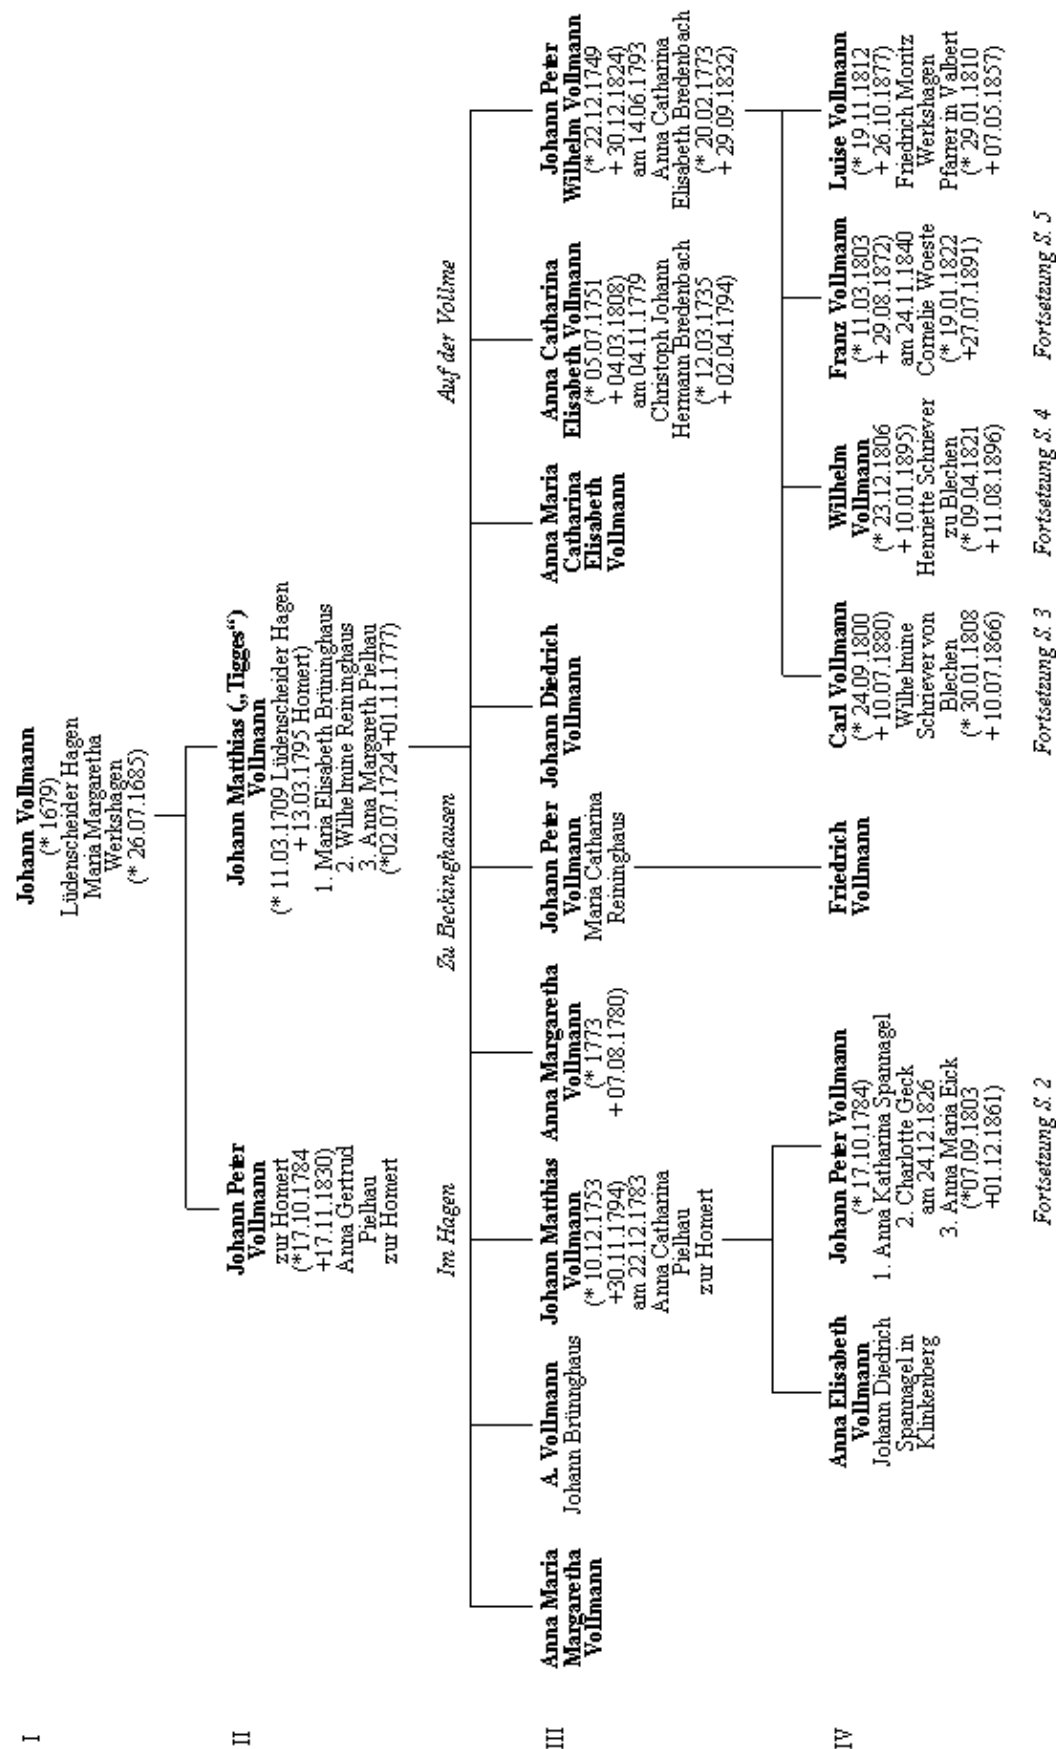 I
Johann Vollmann
(* 1679)
Lüdenscheider Hagen
Maria Margaretha
Werkshagen
(* 26.07.1685)
II
Johann Peter
Vollmann
zur Homert
(*17.10.1784
+17.11.1830)
Anna Gertrud
Pielhau
zur Homert
Johann Matthias („Tigges“)
Vollmann
(* 11.03.1709 Lüdenscheider Hagen
+ 13.03.1795 Homert)
1. Maria Elisabeth Brüninghaus
2. Wilhelmine Reininghaus
3. Anna Margareth Pielhau
(*02.07.1724 +01.11.1777)
Im Hagen
Zu Beckinghausen
Auf der Vollme
III
Anna Maria
Margaretha
Vollmann
A. Vollmann
Johann Brünnghaus
Johann Matthias
Vollmann
(* 10.12.1753
+30.11.1794)
am 22.12.1783
Anna Catharina
Pielhau
zur Homert
Anna Margaretha
Vollmann
(* 1773
+ 07.08.1780)
Johann Peter
Vollmann
Maria Catharina
Reininghaus
Johann Diedrich
Vollmann
Anna Maria
Catharina
Elisabeth
Vollmann
Anna Catharina
Elisabeth Vollmann
(* 05.07.1751
+ 04.03.1808)
am 04.11.1779
Christoph Johann
Hermann Bredenbach
(* 12.03.1735
+ 02.04.1794)
Johann Peter
Wilhelm Vollmann
(* 22.12.1749
+ 30.12.1824)
am 14.06.1793
Anna Catharina
Elisabeth Bredenbach
(* 20.02.1773
+ 29.09.1832)
IV
Anna Elisabeth
Vollmann
Johann Diedrich
Spannagel in
Klinkenberg
Johann Peter Vollmann
(* 17.10.1784)
1. Anna Katharina Spannagel
2. Charlotte Geck
am 24.12.1826
3. Anna Maria Eick
(*07.09.1803
+01.12.1861)
Fortsetzung S. 2
Friedrich
Vollmann
Carl Vollmann
(* 24.09.1800
+ 10.07.1880)
Wilhelmine
Schriever von
Blechen
(* 30.01.1808
+ 10.07.1866)
Fortsetzung S. 3
Wilhelm
Vollmann
(* 23.12.1806
+ 10.01.1895)
Henriette Schriever
zu Blechen
(* 09.04.1821
+ 11.08.1896)
Fortsetzung S. 4
Franz Vollmann
(* 11.03.1803
+ 29.08.1872)
am 24.11.1840
Cornelie Woeste
(* 19.01.1822
+27.07.1891)
Fortsetzung S. 5
Luise Vollmann
(* 19.11.1812
+ 26.10.1877)
Friedrich Moritz
Werkshagen
Pfarrer in Valbert
(* 29.01.1810
+ 07.05.1857)